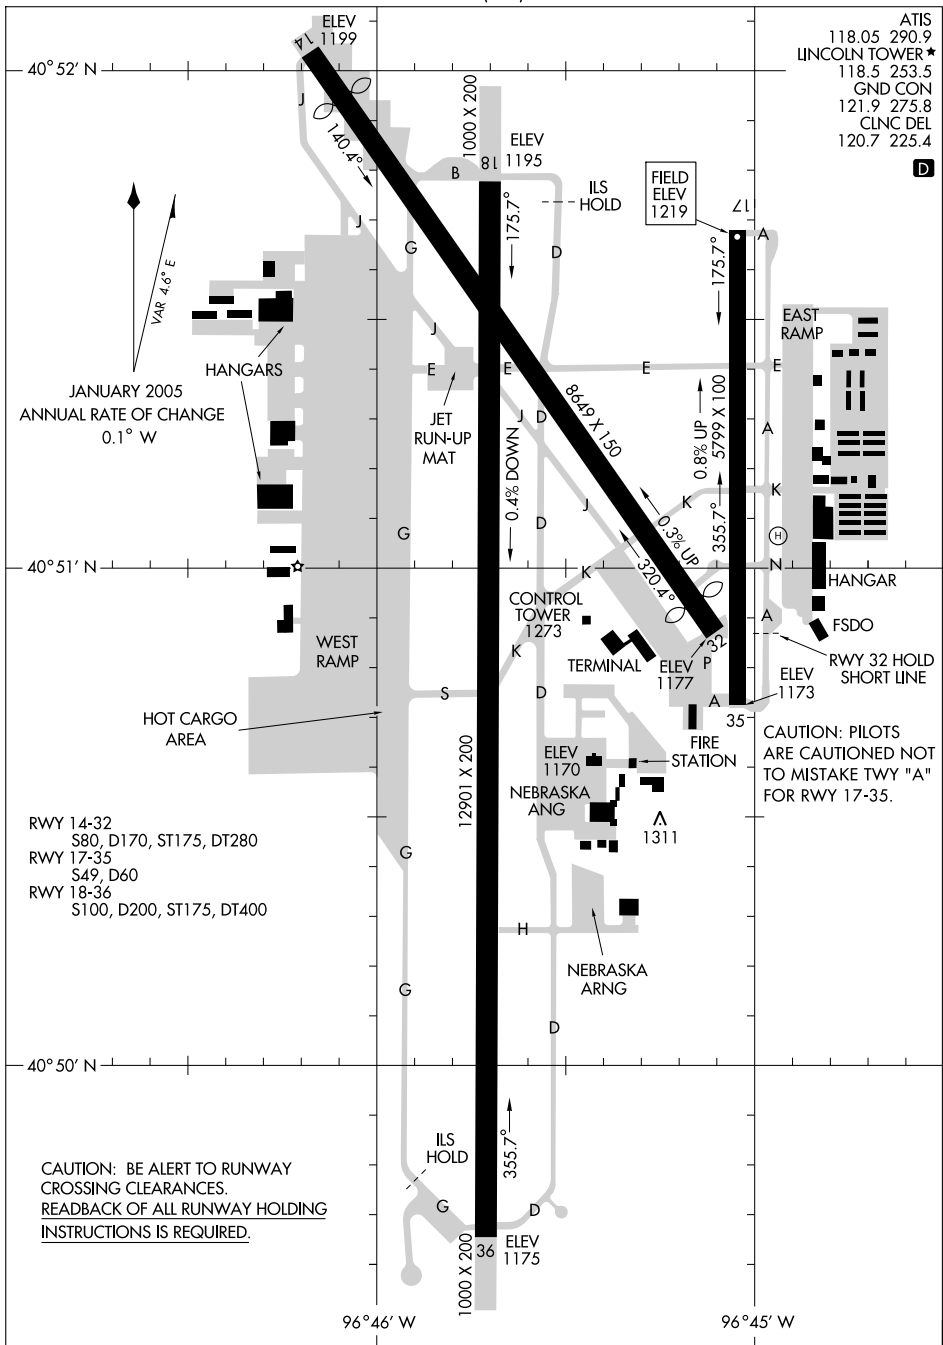 ATIS
118.05 290.9
LINCOLN TOWER★
118.5 253.5
GND CON
121.9 275.8
CLNC DEL
120.7 225.4
D
ELEV
1199
14
40°52' N
J
140.4°
1000 X 200
ELEV
1195
18
B
175.7°
ILS
HOLD
FIELD
ELEV
1219
17
A
175.7°
J
G
D
VAR 4.6° E
JANUARY 2005
ANNUAL RATE OF CHANGE
0.1° W
HANGARS
J
E
E
E
E
EAST
RAMP
JET
RUN-UP
MAT
J
D
8649 X 150
0.8% UP
5799 X 100
A
0.4% DOWN
J
K
K
G
D
0.3% UP
355.7°
H
40°51' N
K
320.4°
N
HANGAR
CONTROL
TOWER
1273
A
FSDO
WEST
RAMP
K
TERMINAL
32
P
ELEV
1177
RWY 32 HOLD
SHORT LINE
ELEV
1173
S
D
A
35
HOT CARGO
AREA
FIRE
STATION
CAUTION: PILOTS
ARE CAUTIONED NOT
TO MISTAKE TWY "A"
FOR RWY 17-35.
ELEV
1170
NEBRASKA
ANG
12901 X 200
1311
RWY 14-32
S80, D170, ST175, DT280
RWY 17-35
S49, D60
RWY 18-36
S100, D200, ST175, DT400
G
H
NEBRASKA
ARNG
G
D
40°50' N
355.7°
ILS
HOLD
CAUTION: BE ALERT TO RUNWAY
CROSSING CLEARANCES.
READBACK OF ALL RUNWAY HOLDING
INSTRUCTIONS IS REQUIRED.
G
D
36
ELEV
1175
1000 X 200
96°46' W
96°45' W